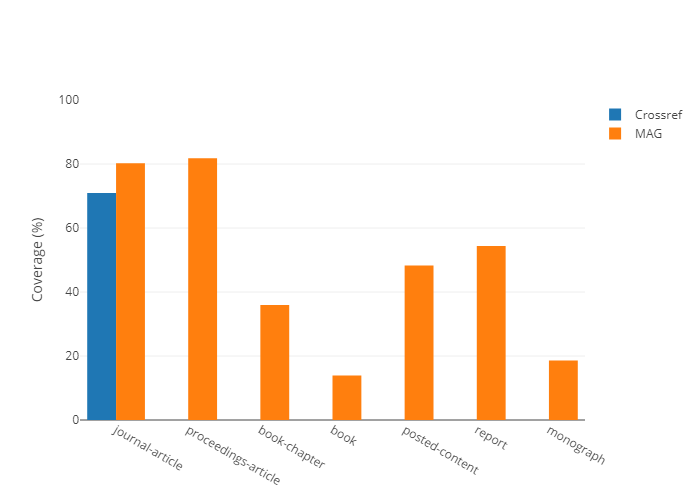 100
80
60
40
20
0
Coverage (%)
journal-article
proceedings-article
book-chapter
book
posted-content
report
monograph
Crossref
MAG